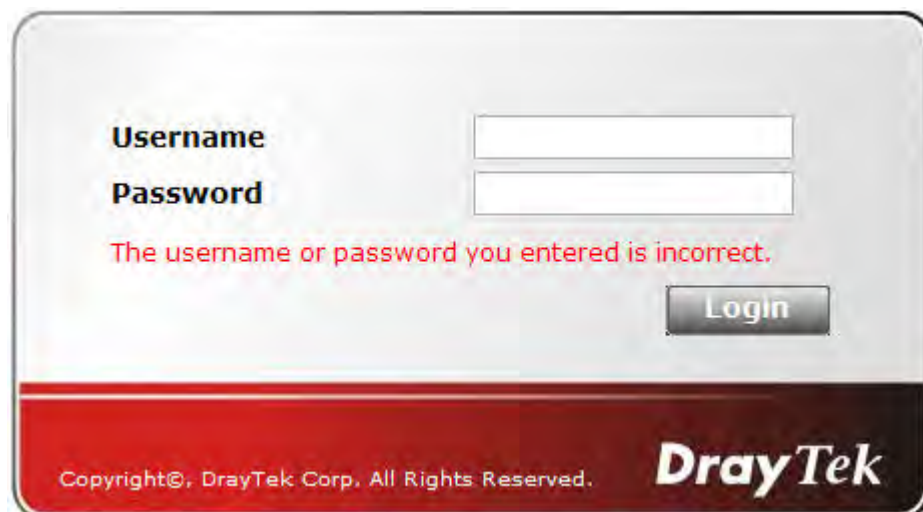 Username
Password
The username or password you entered is incorrect.
Login
Copyright©, DrayTek Corp. All Rights Reserved.
DrayTek